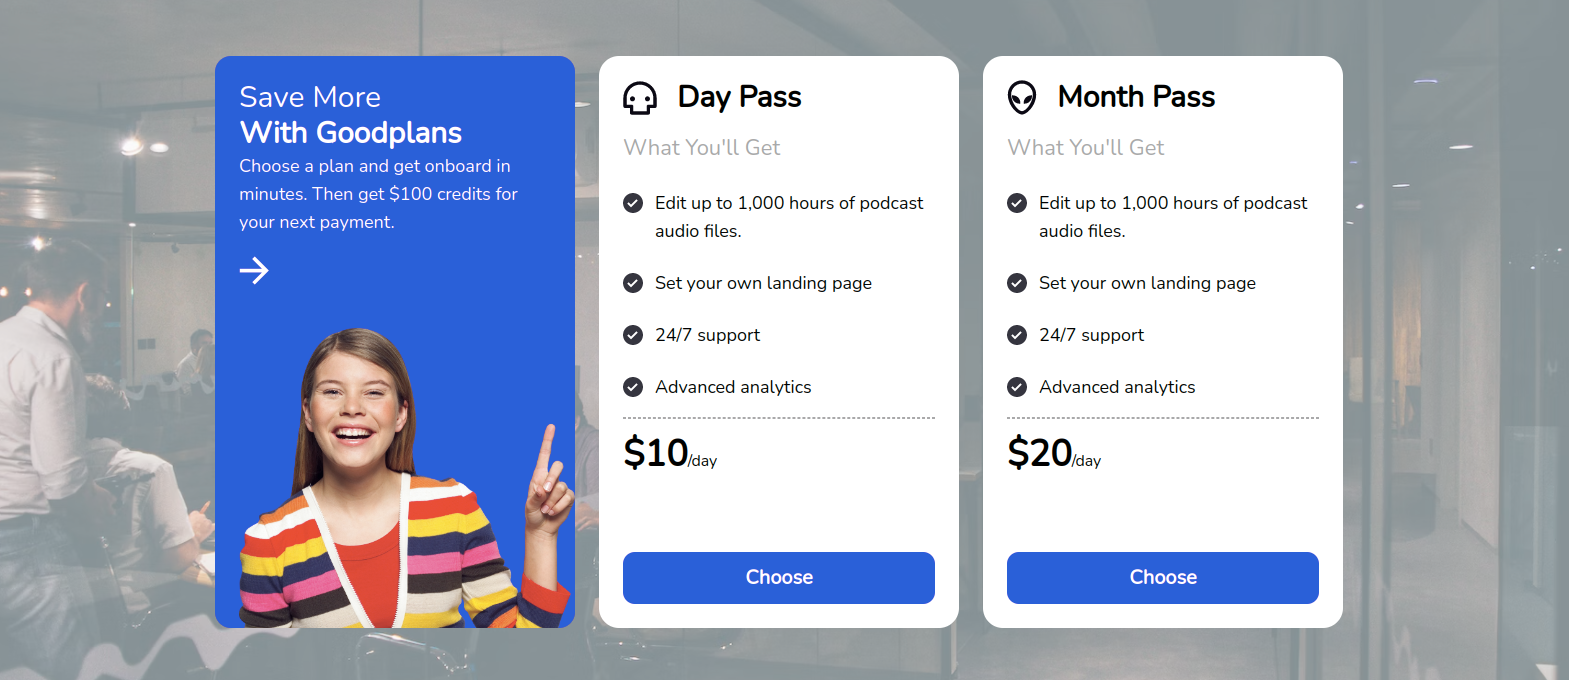 Save More
With Goodplans
Choose a plan and get onboard in
minutes. Then get $100 credits for
your next payment.
Day Pass
What You'll Get
Edit up to 1,000 hours of podcast
audio files.
Set your own landing page
24/7 support
Advanced analytics
$10/day
Choose
Month Pass
What You'll Get
Edit up to 1,000 hours of podcast
audio files.
Set your own landing page
24/7 support
Advanced analytics
$20/day
Choose